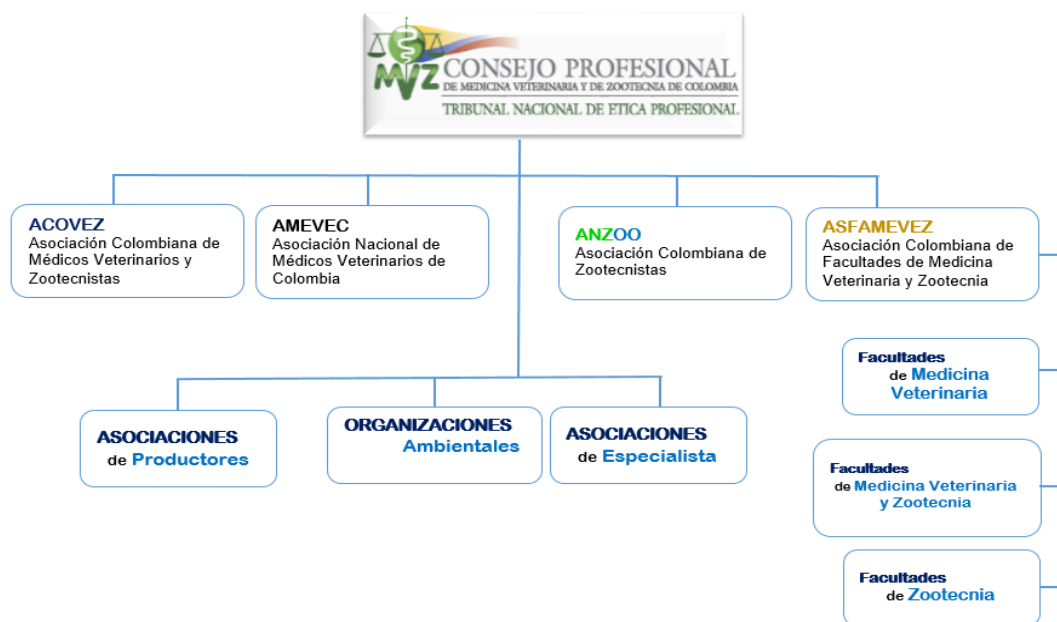 MVZ
CONSEJO PROFESIONAL
DE MEDICINA VETERINARIA Y DE ZOOTECNIA DE COLOMBIA
TRIBUNAL NACIONAL DE ETICA PROFESIONAL
ACOVEZ
Asociación Colombiana de
Médicos Veterinarios y
Zootecnistas
AMEVEC
Asociación Nacional de
Médicos Veterinarios de
Colombia
ANZOO
Asociación Colombiana de
Zootecnistas
ASFAMEVEZ
Asociación Colombiana de
Facultades de Medicina
Veterinaria y Zootecnia
ASOCIACIONES
de Productores
ORGANIZACIONES
Ambientales
ASOCIACIONES
de Especialista
Facultades
de Medicina
Veterinaria
Facultades
de Medicina Veterinaria
y Zootecnia
Facultades
de Zootecnia